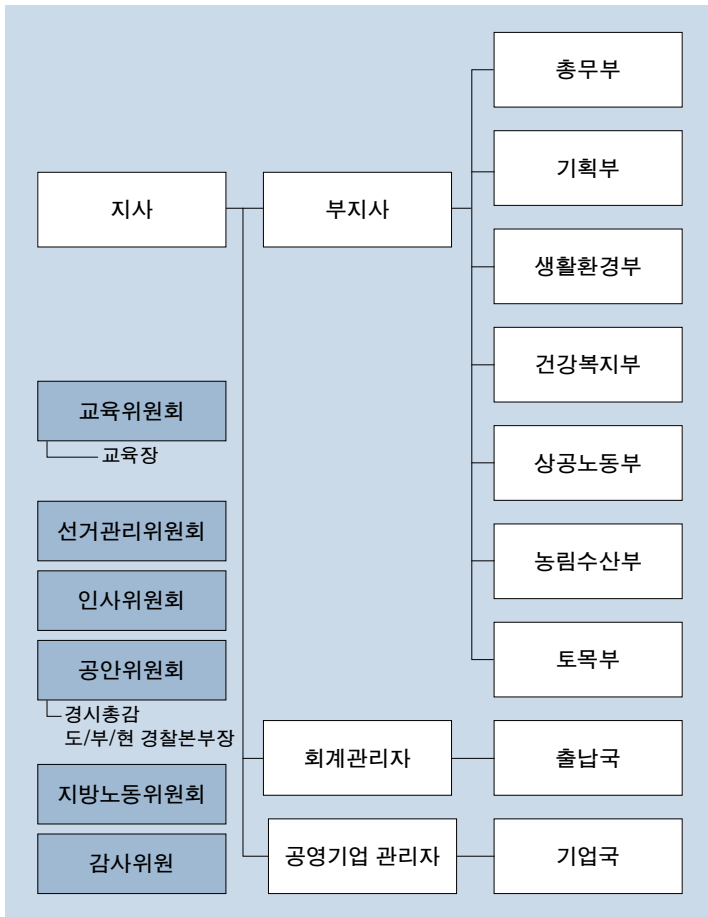 총무부
기획부
지사
부지사
생활환경부
건강복지부
교육위원회
교육장
상공노동부
선거관리위원회
농림수산부
인사위원회
공안위원회
토목부
경시총감
도/부/현 경찰본부장
회계관리자
출납국
지방노동위원회
감사위원
공영기업 관리자
기업국